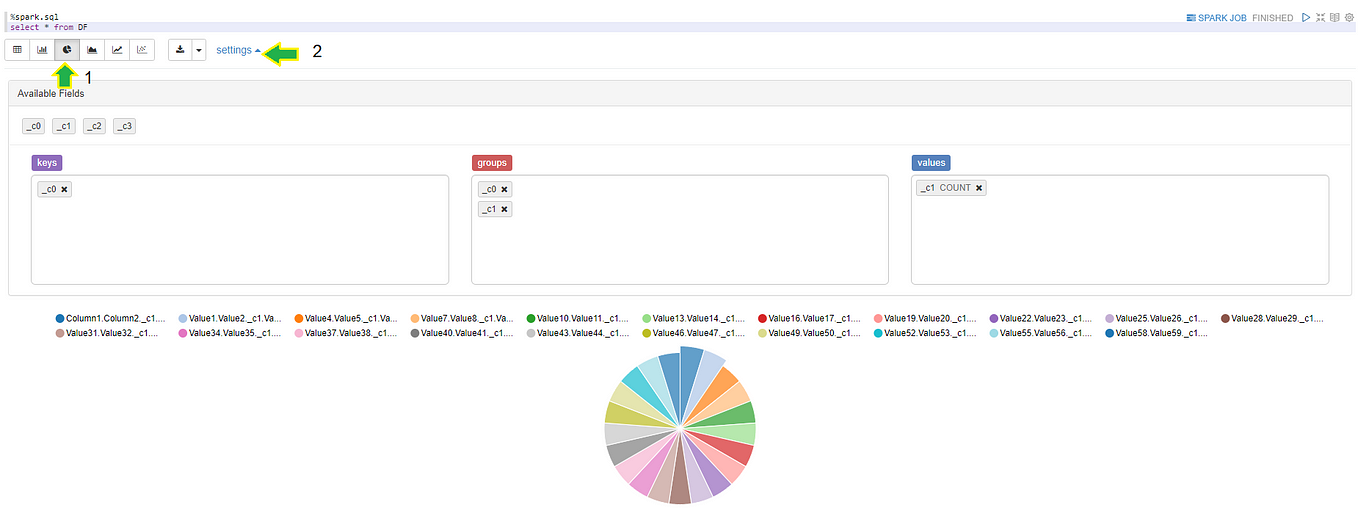 %spark.sql
select * from DF
SPARK JOB FINISHED
settings
2
1
Available Fields
_c0 _c1 _c2 _c3
keys groups values
_c0 _c0 _c1 COUNT
_c1
Column1.Column2._c1.... Value1.Value2._c1.Va... Value4.Value5._c1.Va... Value7.Value8._c1.Va... Value10.Value11._c1.... Value13.Value14._c1.... Value16.Value17._c1.... Value19.Value20._c1.... Value22.Value23._c1.... Value25.Value26._c1.... Value28.Value29._c1....
Value31.Value32._c1.... Value34.Value35._c1.... Value37.Value38._c1.... Value40.Value41._c1.... Value43.Value44._c1.... Value46.Value47._c1.... Value49.Value50._c1.... Value52.Value53._c1.... Value55.Value56._c1.... Value58.Value59._c1....